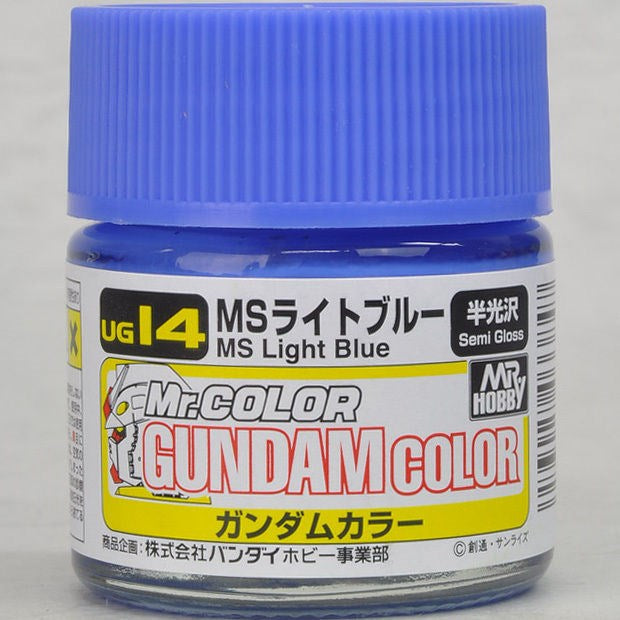 UG14
MSライトブルー
MS Light Blue
半光沢
Semi Gloss
Mr.COLOR
MR HOBBY
GUNDAM COLOR
ガンダムカラー
商品企画:株式会社バンダイホビー事業部
©創通・サンライズ